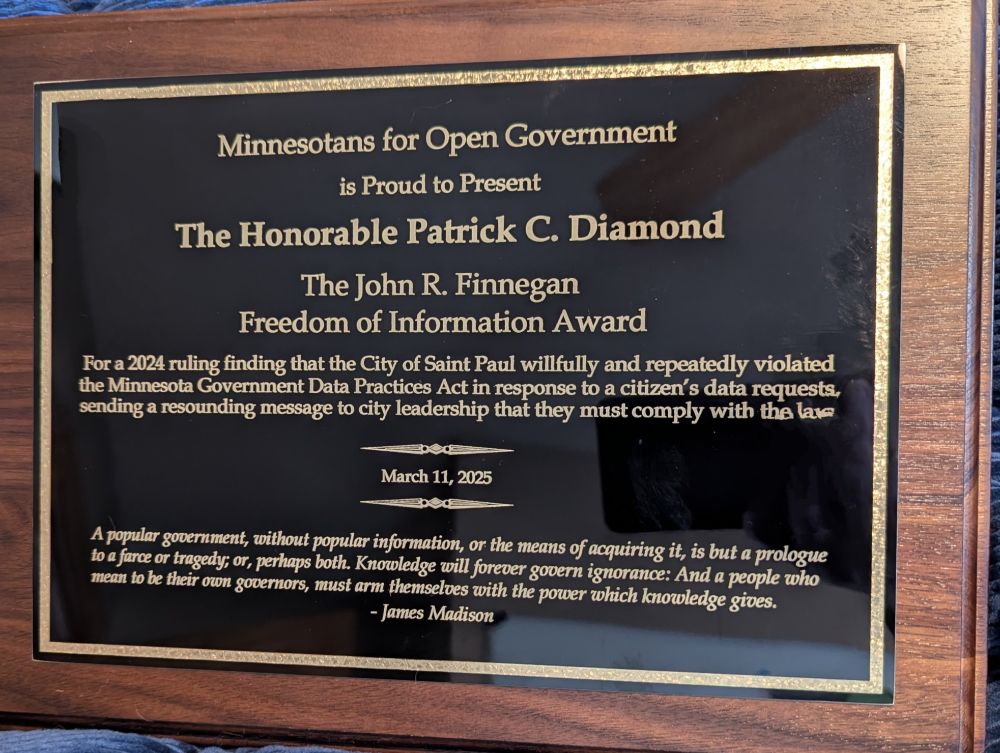 Minnesotans for Open Government
is Proud to Present
The Honorable Patrick C. Diamond
The John R. Finnegan
Freedom of Information Award
For a 2024 ruling finding that the City of Saint Paul willfully and repeatedly violated
the Minnesota Government Data Practices Act in response to a citizen's data requests,
sending a resounding message to city leadership that they must comply with the law
March 11, 2025
A popular government, without popular information, or the means of acquiring it, is but a prologue
to a farce or tragedy; or, perhaps both. Knowledge will forever govern ignorance: And a people who
mean to be their own governors, must arm themselves with the power which knowledge gives.
- James Madison